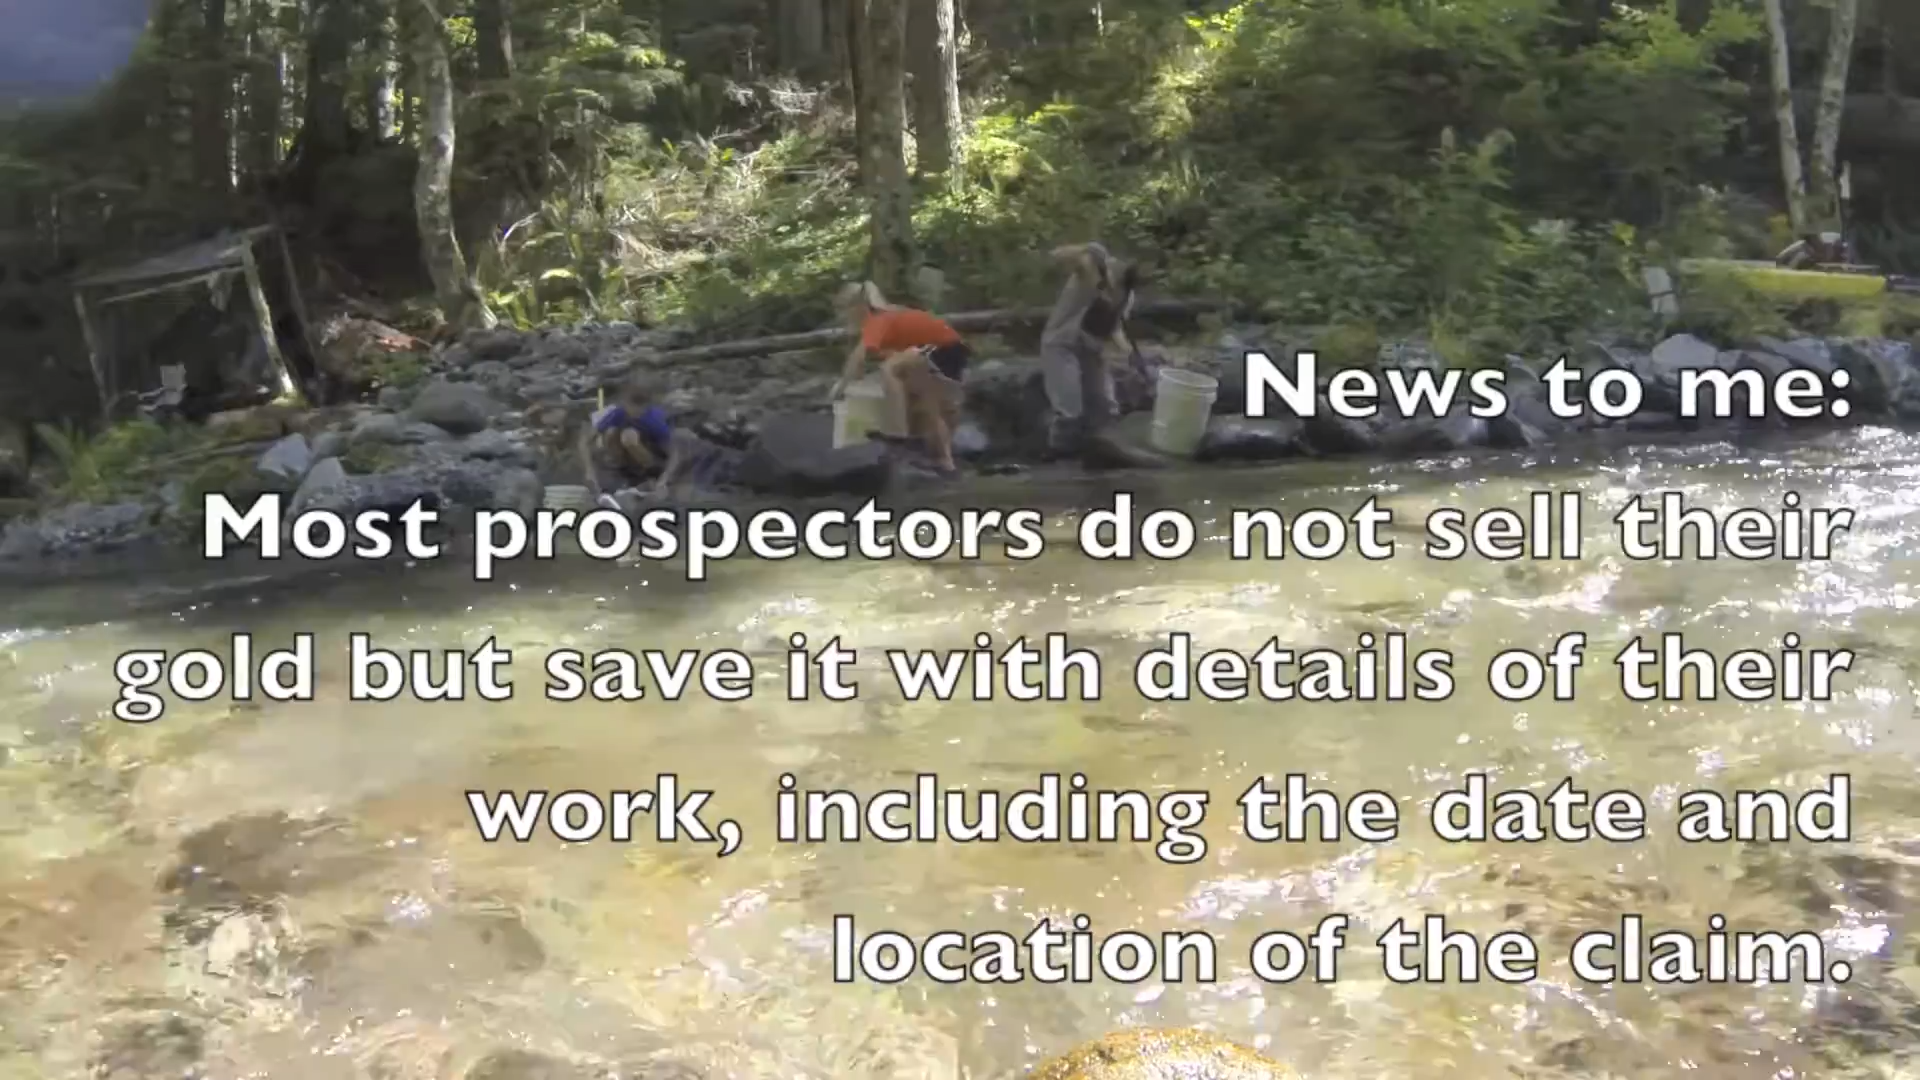 News to me:
Most prospectors do not sell their
gold but save it with details of their
work, including the date and
location of the claim.